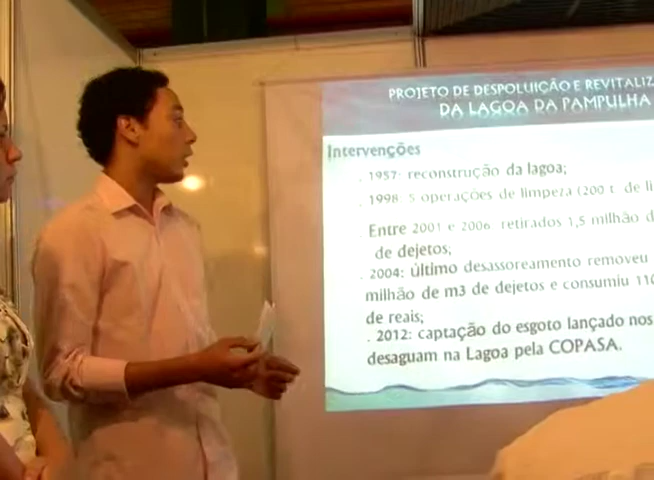 PROJETO DE DESPOLUIÇÃO E REVITALIZ
DA LAGOA DA PAMPULHA
Intervenções
. 1957: reconstrução da lagoa;
. 1998: 5 operações de limpeza (200 t. de li
. Entre 2001 e 2006 retirados 1,5 milhão d
de dejetos;
. 2004: último desassoreamento removeu
milhão de m3 de dejetos e consumiu 11
de reais;
. 2012: captação do esgoto lançado nos
desaguam na Lagoa pela COPASA.